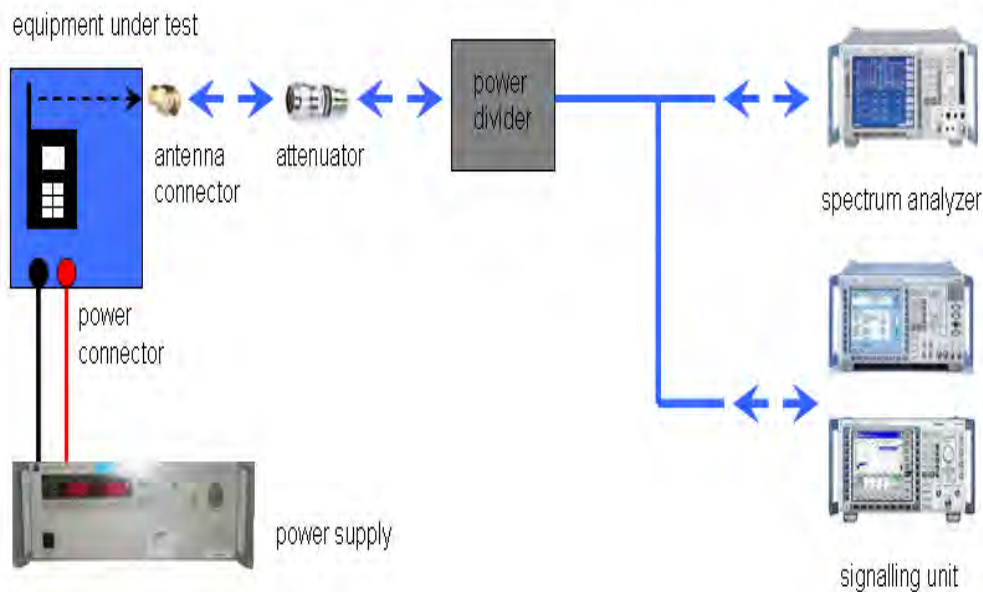 equipment under test
power
divider
antenna
connector
attenuator
spectrum analyzer
power
connector
power supply
signalling unit